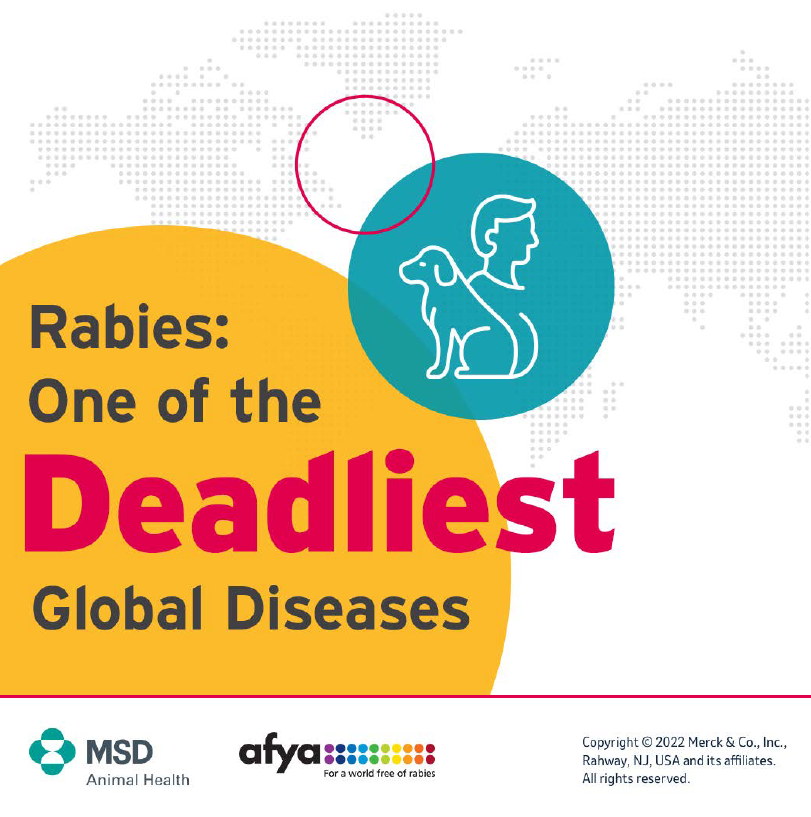 Rabies:
One of the
Deadliest
Global Diseases
MSD
Animal Health
afya
For a world free of rabies
Copyright © 2022 Merck & Co., Inc.,
Rahway, NJ, USA and its affiliates.
All rights reserved.